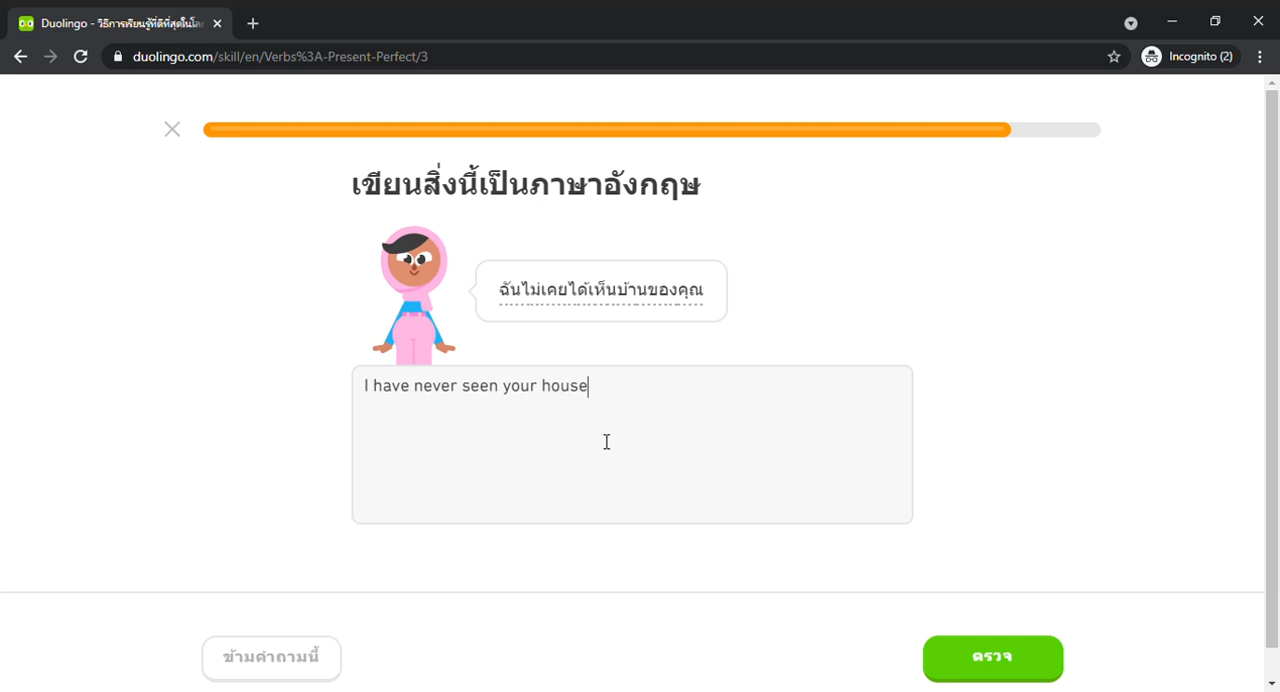 Duolingo - วิธีการเรียนรู้ที่ดีที่สุดในโล
duolingo.com/skill/en/Verbs%3A-Present-Perfect/3
Incognito (2)
เขียนสิ่งนี้เป็นภาษาอังกฤษ
ฉันไม่เคยได้เห็นบ้านของคุณ
I have never seen your house
ข้ามคำถามนี้
ตรวจ